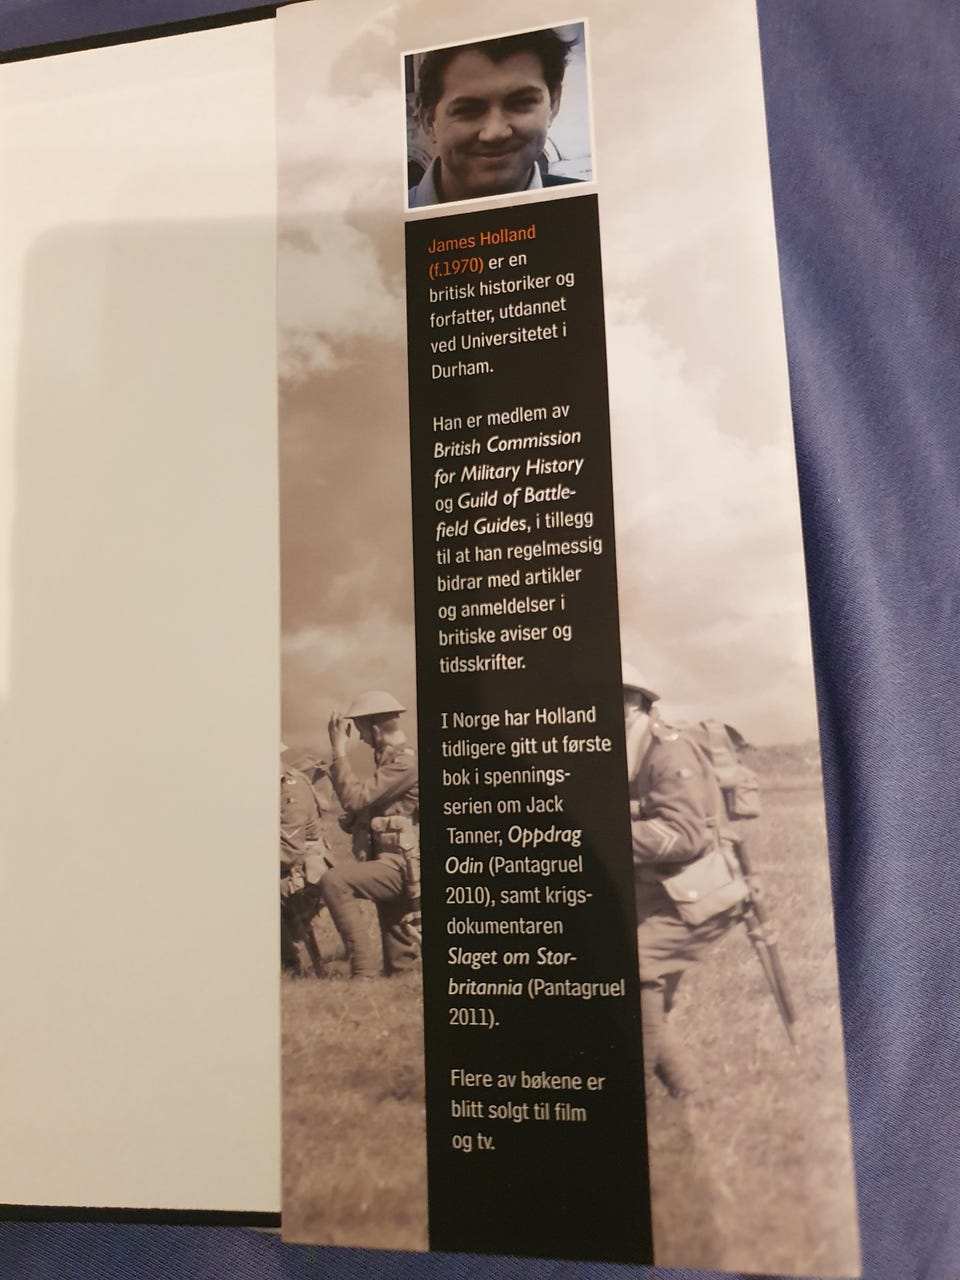 James Holland
(f.1970) er en
britisk historiker og
forfatter, utdannet
ved Universitetet i
Durham.
Han er medlem av
British Commission
for Military History
og Guild of Battle-
field Guides, i tillegg
til at han regelmessig
bidrar med artikler
og anmeldelser i
britiske aviser og
tidsskrifter.
I Norge har Holland
tidligere gitt ut første
bok i spennings-
serien om Jack
Tanner, Oppdrag
Odin (Pantagruel
2010), samt krigs-
dokumentaren
Slaget om Stor-
britannia (Pantagruel
2011).
Flere av bøkene er
blitt solgt til film
og tv.